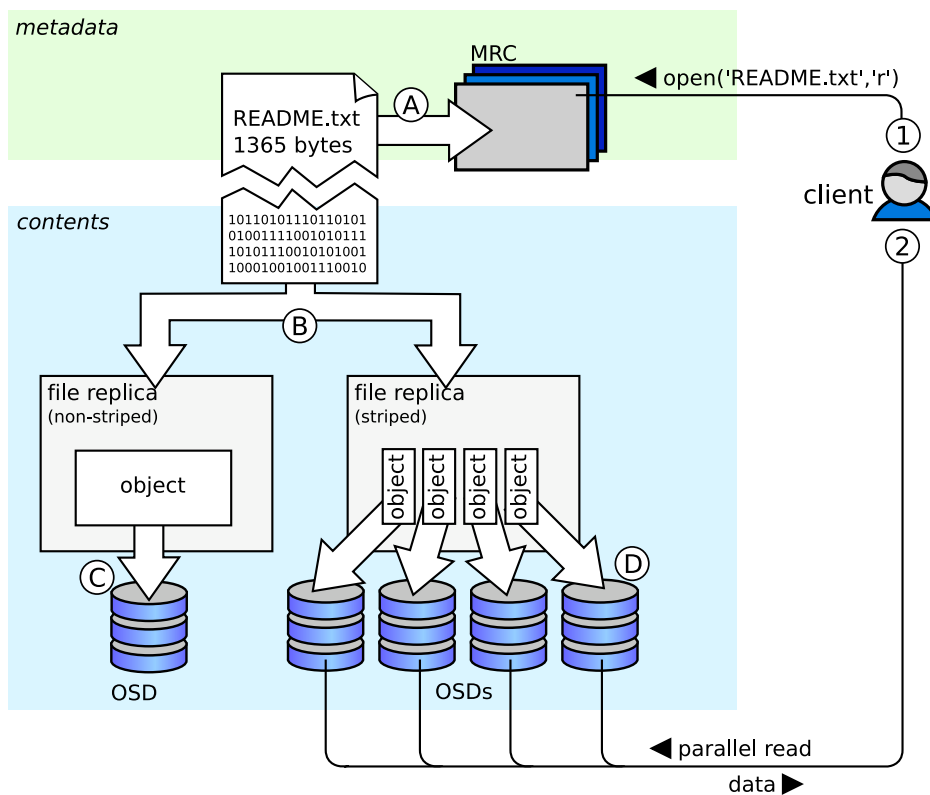 metadata
MRC
◄ open('README.txt','r')
A
README.txt
1365 bytes
1
client
2
contents
10110101110110101
01001111001010111
10101110010101001
10001001001110010
B
file replica
(non-striped)
object
file replica
(striped)
object
object
object
object
C
D
OSD
OSDs
◄ parallel read
data ►